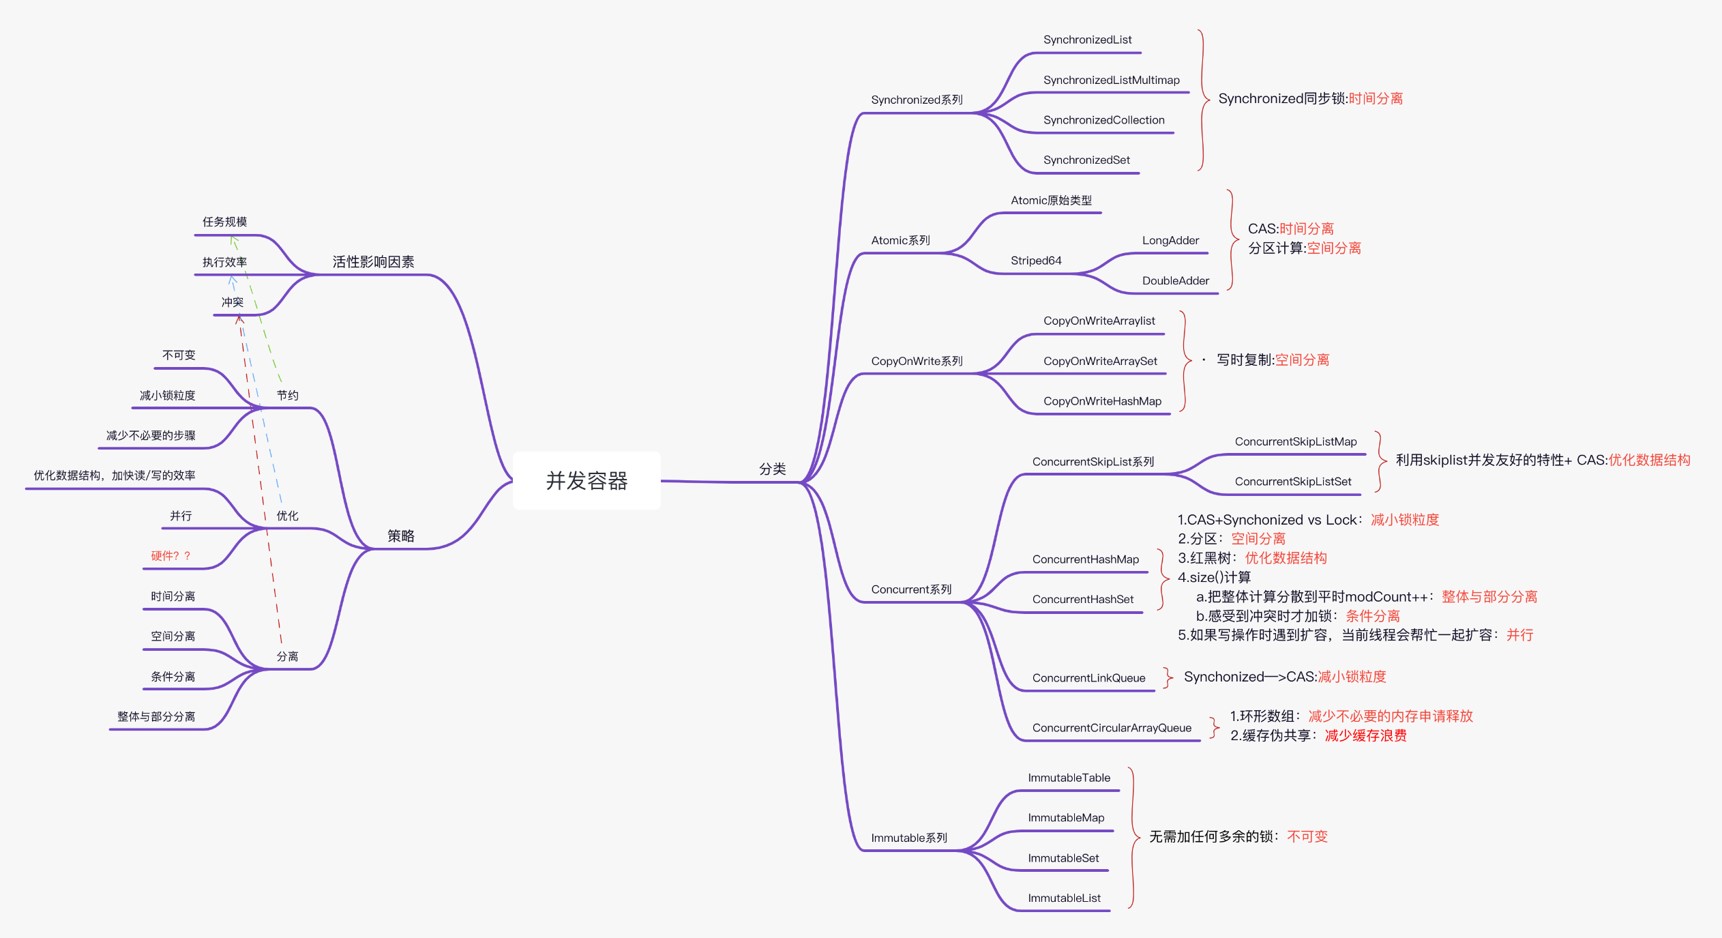 并发容器
活性影响因素
任务规模
执行效率
冲突
策略
节约
不可变
减小锁粒度
减少不必要的步骤
优化
优化数据结构，加快读/写的效率
并行
硬件？？
分离
时间分离
空间分离
条件分离
整体与部分分离
分类
Synchronized系列
SynchronizedList
SynchronizedListMultimap
SynchronizedCollection
SynchronizedSet
Synchronized同步锁:时间分离
Atomic系列
Atomic原始类型
Striped64
LongAdder
DoubleAdder
CAS:时间分离
分区计算:空间分离
CopyOnWrite系列
CopyOnWriteArraylist
CopyOnWriteArraySet
CopyOnWriteHashMap
· 写时复制:空间分离
Concurrent系列
ConcurrentSkipList系列
ConcurrentSkipListMap
ConcurrentSkipListSet
利用skiplist并发友好的特性+ CAS:优化数据结构
ConcurrentHashMap
ConcurrentHashSet
1.CAS+Synchonized vs Lock：减小锁粒度
2.分区：空间分离
3.红黑树：优化数据结构
4.size()计算
a.把整体计算分散到平时modCount++：整体与部分分离
b.感受到冲突时才加锁：条件分离
5.如果写操作时遇到扩容，当前线程会帮忙一起扩容：并行
ConcurrentLinkQueue
Synchonized—>CAS:减小锁粒度
ConcurrentCircularArrayQueue
1.环形数组：减少不必要的内存申请释放
2.缓存伪共享：减少缓存浪费
Immutable系列
ImmutableTable
ImmutableMap
ImmutableSet
ImmutableList
无需加任何多余的锁：不可变